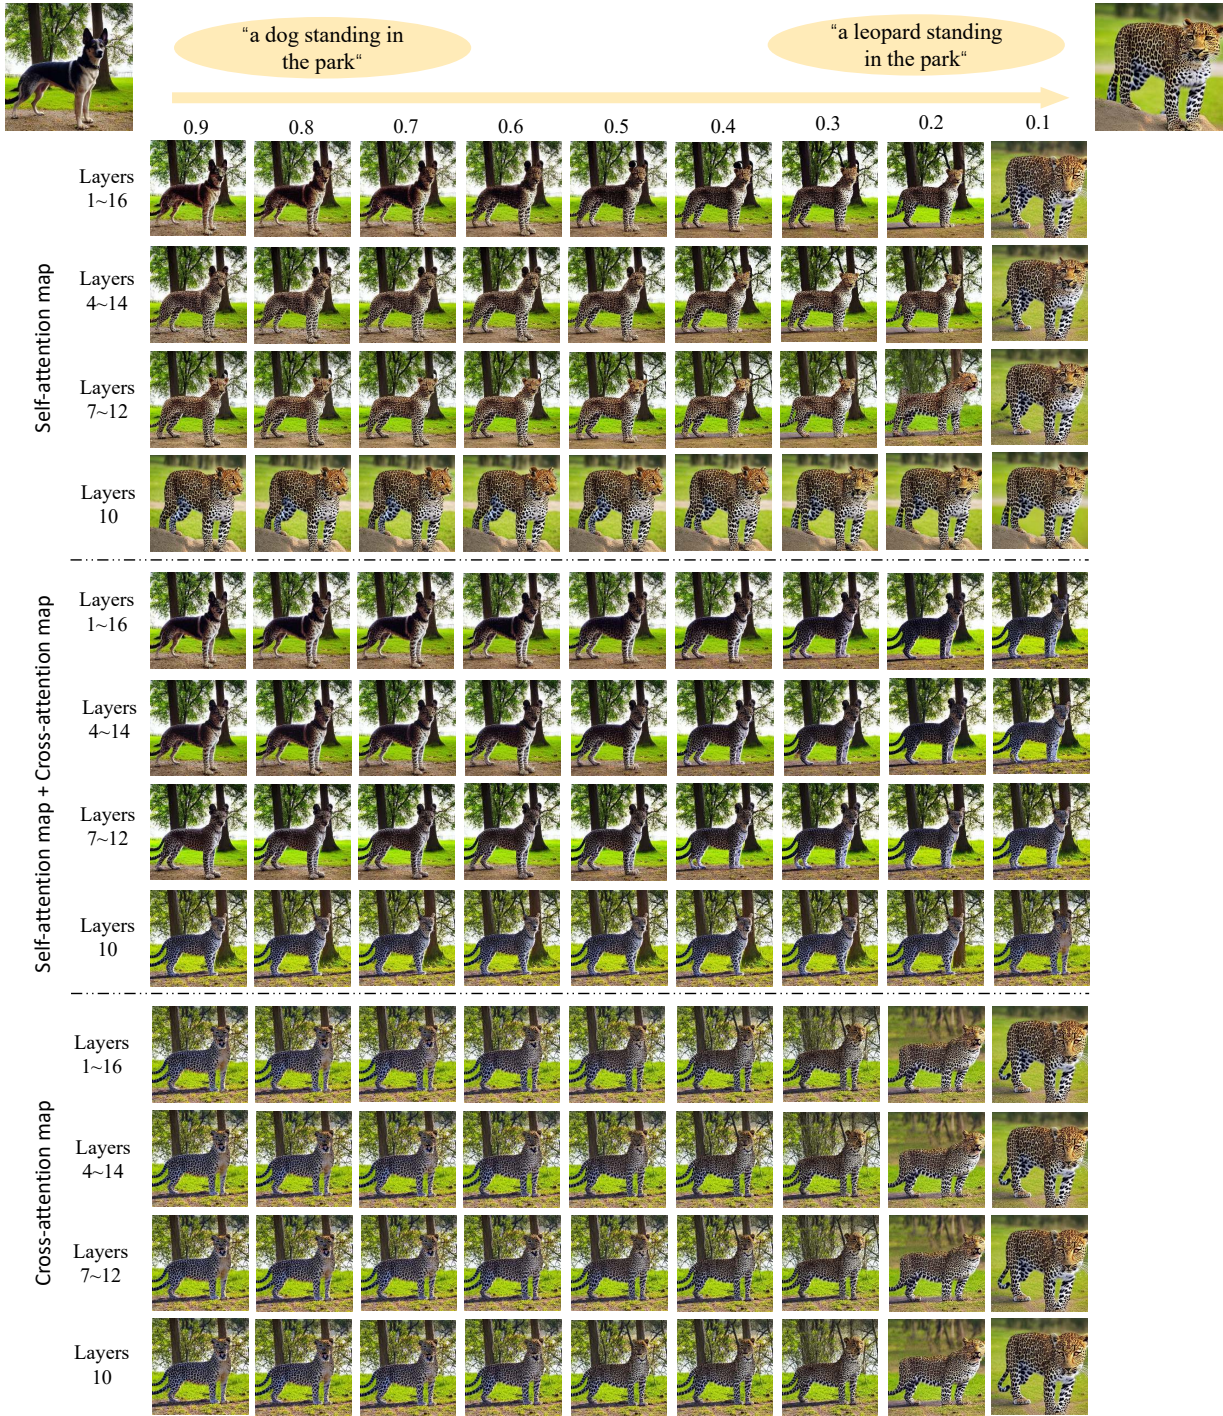 “a dog standing in
the park“
“a leopard standing
in the park“
0.9 0.8 0.7 0.6 0.5 0.4 0.3 0.2 0.1
Self-attention map
Layers
1~16
Layers
4~14
Layers
7~12
Layers
10
Self-attention map + Cross-attention map
Layers
1~16
Layers
4~14
Layers
7~12
Layers
10
Cross-attention map
Layers
1~16
Layers
4~14
Layers
7~12
Layers
10